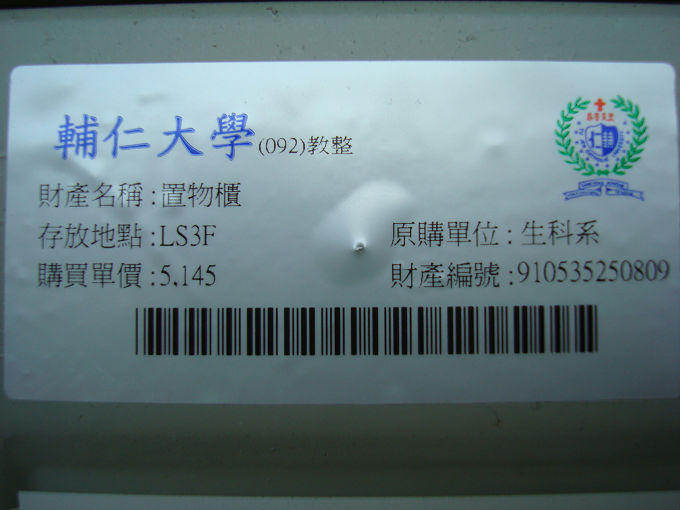 輔仁大學(092)教整
財產名稱:置物櫃
存放地點:LS3F 原購單位:生科系
購買單價:5,145 財產編號:910535250809